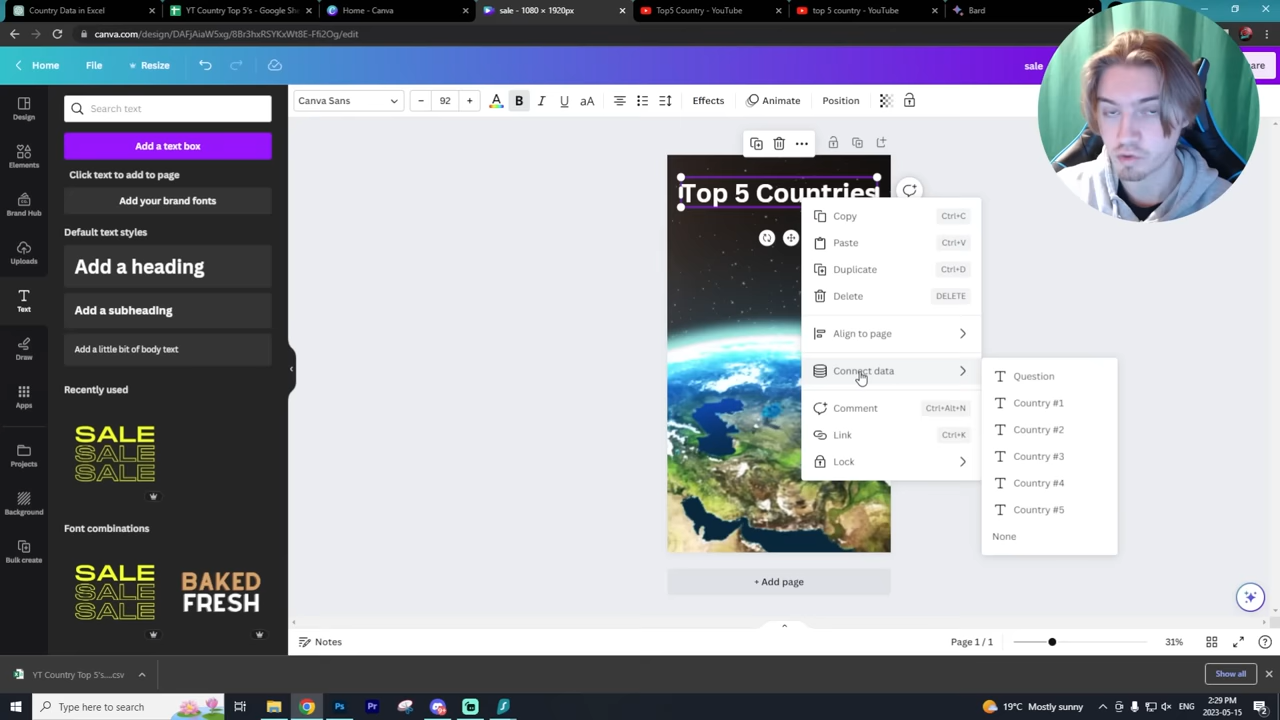 Country Data in Excel
YT Country Top 5's - Google Sh
Home - Canva
sale - 1080 × 1920px
Top5 Country - YouTube
top 5 country - YouTube
Bard
Home
File
Resize
sale
are
Search text
Canva Sans
92
B
I
U
aA
Effects
Animate
Position
Design
Elements
Brand Hub
Uploads
Text
Draw
Apps
Projects
Background
Bulk create
Add a text box
Click text to add to page
Add your brand fonts
Default text styles
Add a heading
Add a subheading
Add a little bit of body text
Recently used
SALE
SALE
SALE
Font combinations
SALE
SALE
SALE
BAKED
FRESH
Top 5 Countries
Copy Ctrl+C
Paste Ctrl+V
Duplicate Ctrl+D
Delete DELETE
Align to page
Connect data
Comment Ctrl+Alt+N
Link Ctrl+K
Lock
Question
Country #1
Country #2
Country #3
Country #4
Country #5
None
+ Add page
Notes
Page 1 / 1
31%
YT Country Top 5's....csv
Show all
Type here to search
19°C Mostly sunny
ENG
2:29 PM
2023-05-15
2